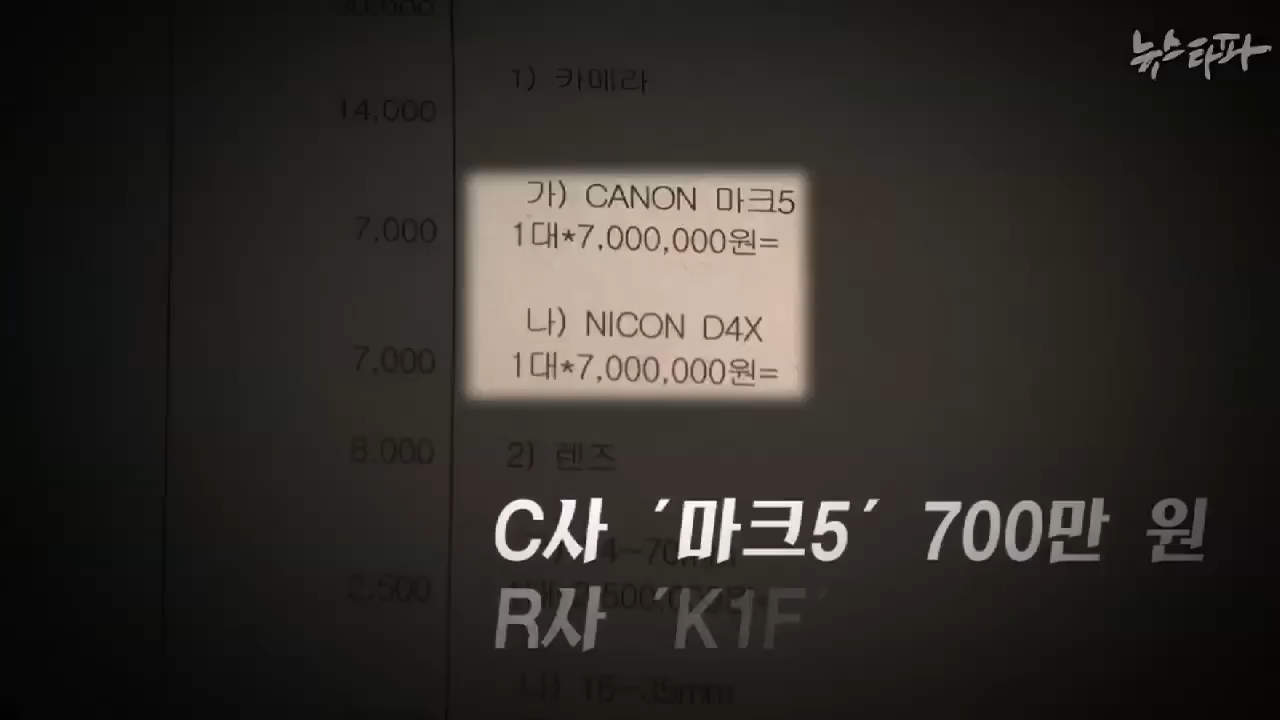 뉴스타파
1) 카메라
14,000
가) CANON 마크5
7,000
1대*7,000,000원=
나) NICON D4X
7,000
1대*7,000,000원=
8,000
2) 렌즈
C사 ´마크5´ 700만 원
2,500
R사 ´K1F´
나) 16-35mm